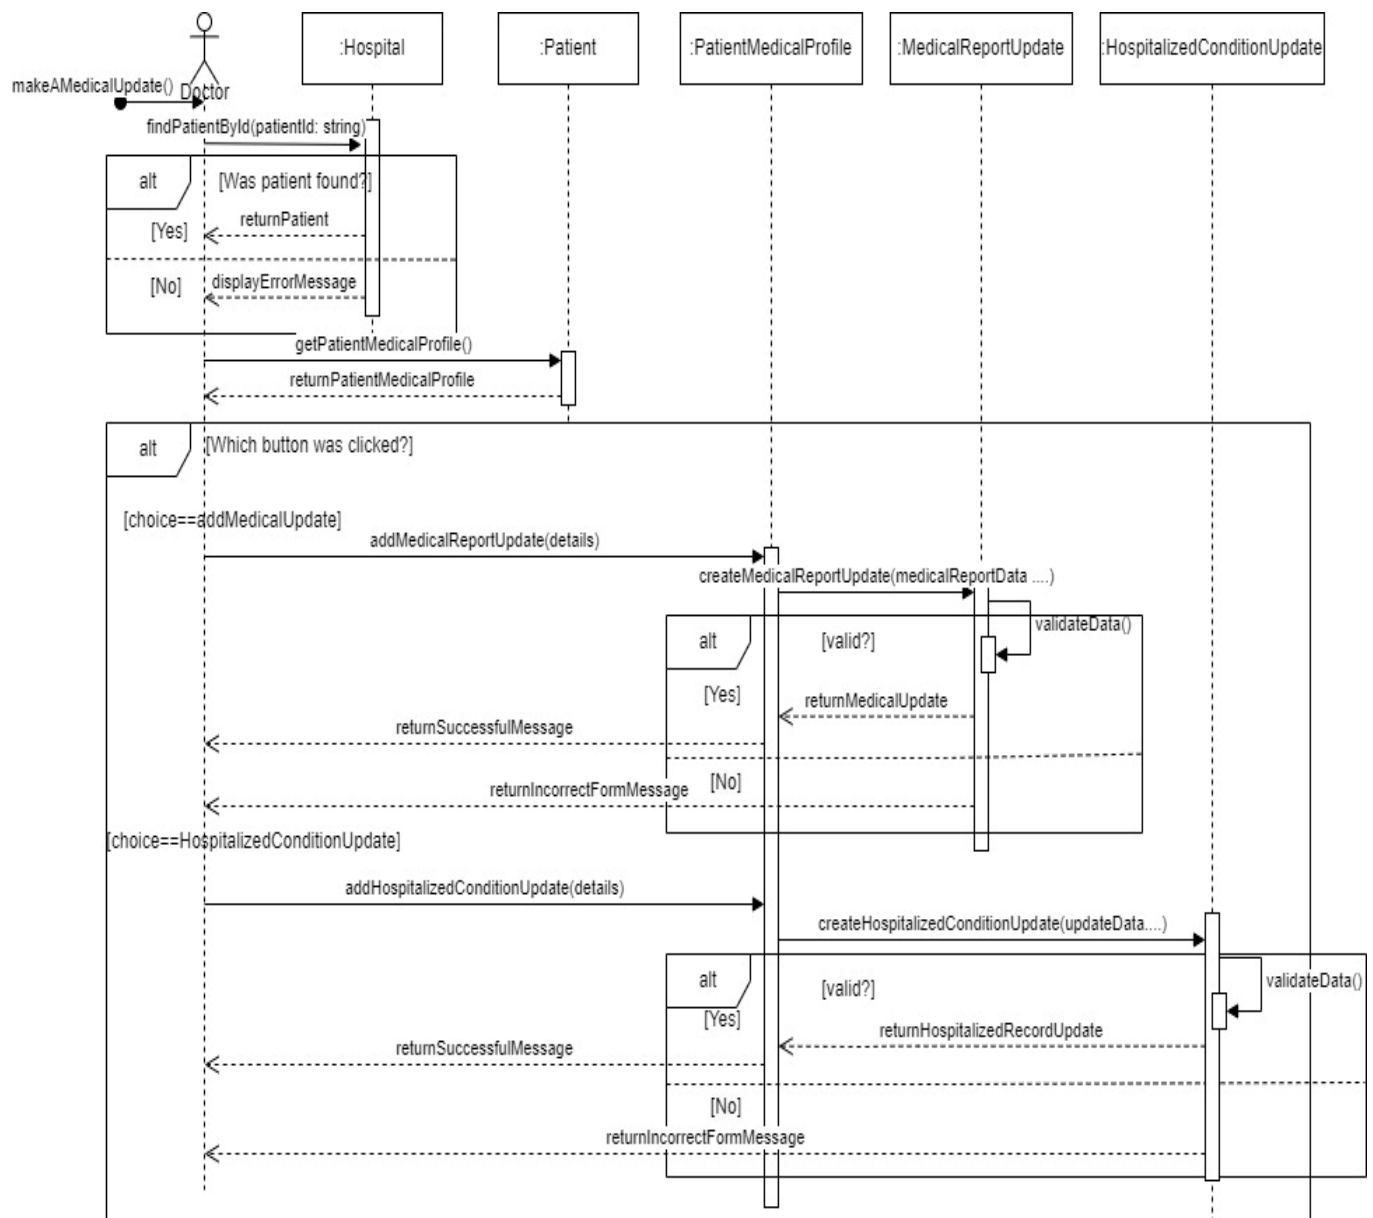 :Hospital
:Patient
:PatientMedicalProfile
:MedicalReportUpdate
:HospitalizedConditionUpdate
makeAMedicalUpdate()
Doctor
findPatientById(patientId: string)
alt
[Was patient found?]
[Yes]
returnPatient
[No]
displayErrorMessage
getPatientMedicalProfile()
returnPatientMedicalProfile
alt
[Which button was clicked?]
[choice==addMedicalUpdate]
addMedicalReportUpdate(details)
createMedicalReportUpdate(medicalReportData ....)
validateData()
alt
[valid?]
[Yes]
returnMedicalUpdate
returnSuccessfulMessage
[No]
returnIncorrectFormMessage
[choice==HospitalizedConditionUpdate]
addHospitalizedConditionUpdate(details)
createHospitalizedConditionUpdate(updateData....)
alt
[valid?]
validateData()
[Yes]
returnHospitalizedRecordUpdate
returnSuccessfulMessage
[No]
returnIncorrectFormMessage